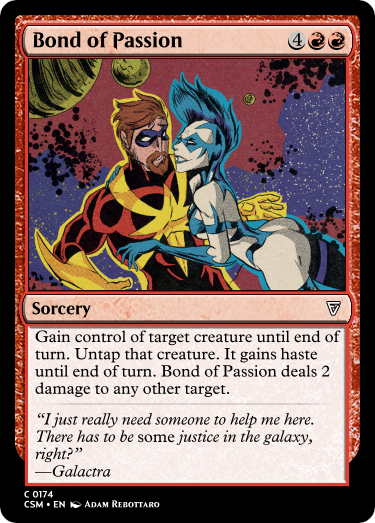 Bond of Passion 4
Sorcery
Gain control of target creature until end of
turn. Untap that creature. It gains haste
until end of turn. Bond of Passion deals 2
damage to any other target.
“I just really need someone to help me here.
There has to be some justice in the galaxy,
right?”
—Galactra
C 0174
CSM • EN Adam Rebottaro